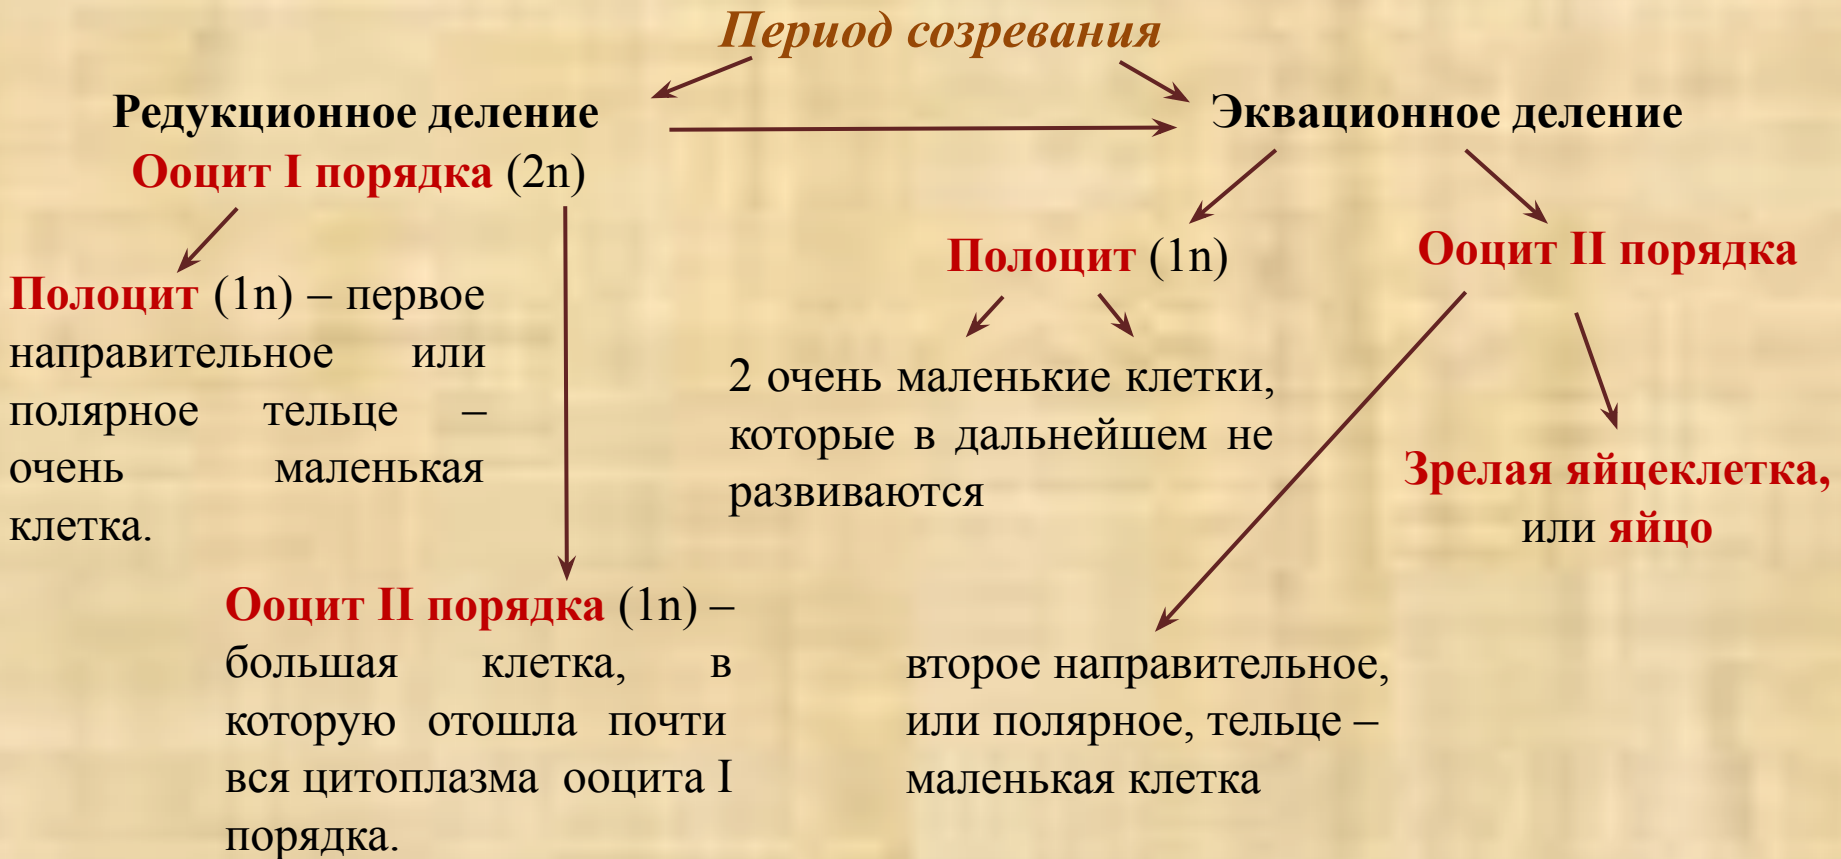 Период созревания
Редукционное деление
Ооцит I порядка (2n)
Полоцит (1n) – первое
направительное или
полярное тельце –
очень маленькая
клетка.
Ооцит II порядка (1n) –
большая клетка, в
которую отошла почти
вся цитоплазма ооцита I
порядка.
Эквационное деление
Полоцит (1n)
2 очень маленькие клетки,
которые в дальнейшем не
развиваются
Ооцит II порядка
второе направительное,
или полярное, тельце –
маленькая клетка
Зрелая яйцеклетка,
или яйцо